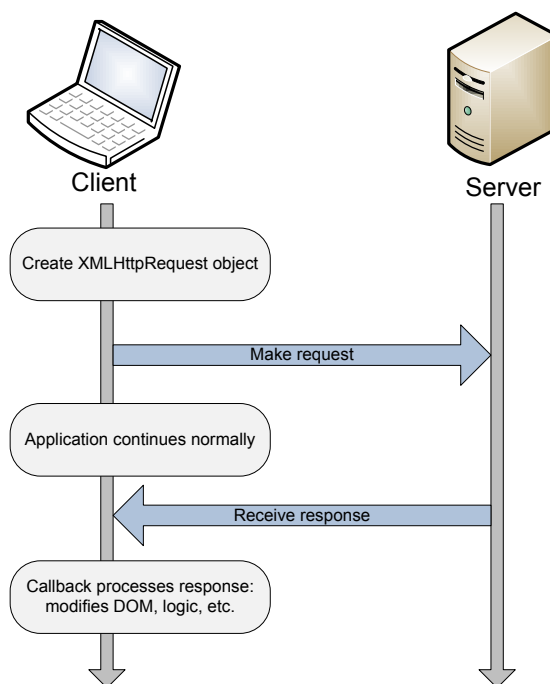 Client
Server
Create XMLHttpRequest object
Make request
Application continues normally
Receive response
Callback processes response:
modifies DOM, logic, etc.